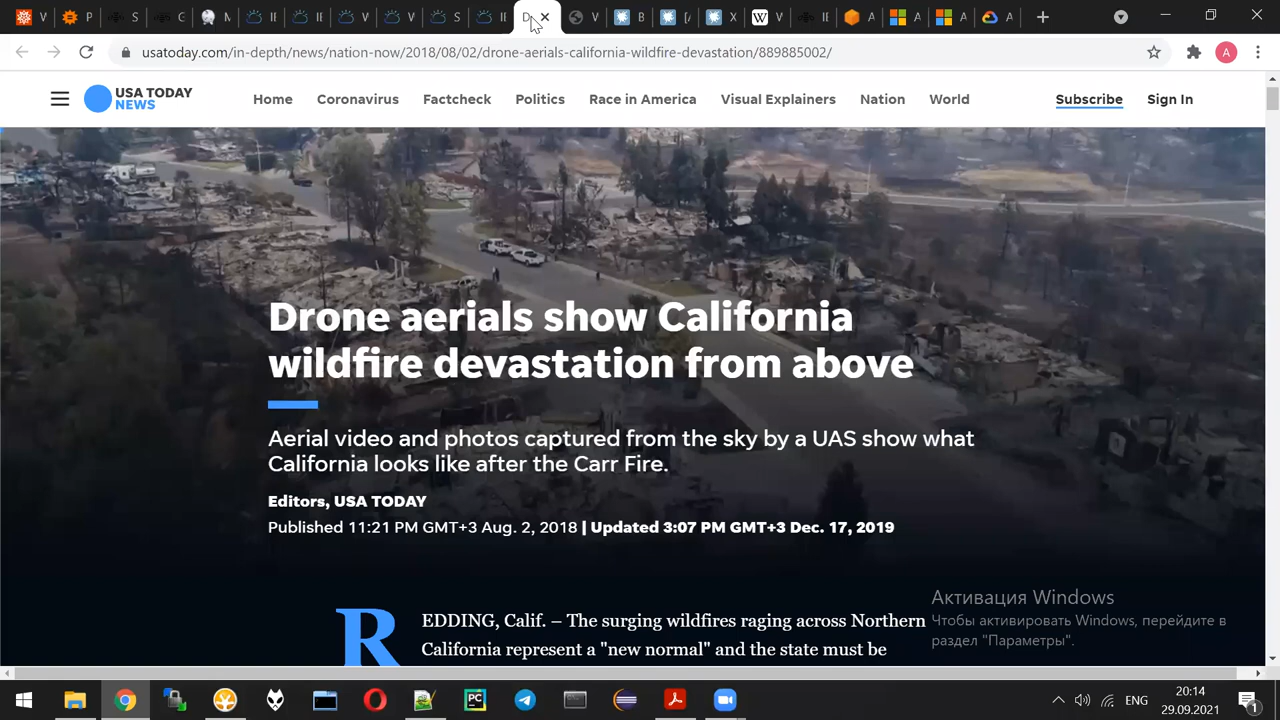 P
S
C
M
IE
V
V
S
IE
D
V
B
[/
X
V
IE
A
A
A
A
usatoday.com/in-depth/news/nation-now/2018/08/02/drone-aerials-california-wildfire-devastation/889885002/
A
USA TODAY
NEWS
Home Coronavirus Factcheck Politics Race in America Visual Explainers Nation World Subscribe Sign In
Drone aerials show California
wildfire devastation from above
Aerial video and photos captured from the sky by a UAS show what
California looks like after the Carr Fire.
Editors, USA TODAY
Published 11:21 PM GMT+3 Aug. 2, 2018 | Updated 3:07 PM GMT+3 Dec. 17, 2019
REDDING, Calif. – The surging wildfires raging across Northern
California represent a "new normal" and the state must be
Активация Windows
Чтобы активировать Windows, перейдите в
раздел "Параметры".
ENG
20:14
29.09.2021
1